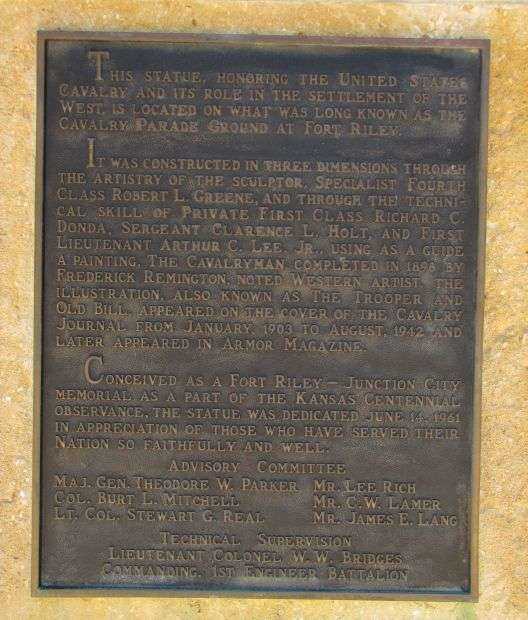 This statue, honoring the United States
Cavalry and its role in the settlement of the
West, is located on what was long known as the
Cavalry Parade Ground at Fort Riley.
It was constructed in three dimensions through
the artistry of the sculptor, Specialist Fourth
Class Robert L. Greene, and through the techni-
cal skill of Private First Class Richard C.
Donda, Sergeant Clarence L. Holt, and First
Lieutenant Arthur C. Lee, Jr., using as a guide
a painting, The Cavalryman completed in 1898 by
Frederick Remington, noted Western artist. The
illustration, also known as The Trooper and
Old Bill, appeared on the cover of the Cavalry
Journal from January, 1903 to August, 1942 and
later appeared in Armor Magazine.
Conceived as a Fort Riley — Junction City
memorial as a part of the Kansas Centennial
observance, the statue was dedicated June 14, 1961
in appreciation of those who have served their
Nation so faithfully and well.
Advisory Committee
Maj. Gen. Theodore W. Parker Mr. Lee Rich
Col. Burt L. Mitchell Mr. C.W. Lamer
Lt. Col. Stewart G. Real Mr. James E. Lang
Technical Supervision
Lieutenant Colonel W. W. Bridges
Commanding, 1st Engineer Battalion